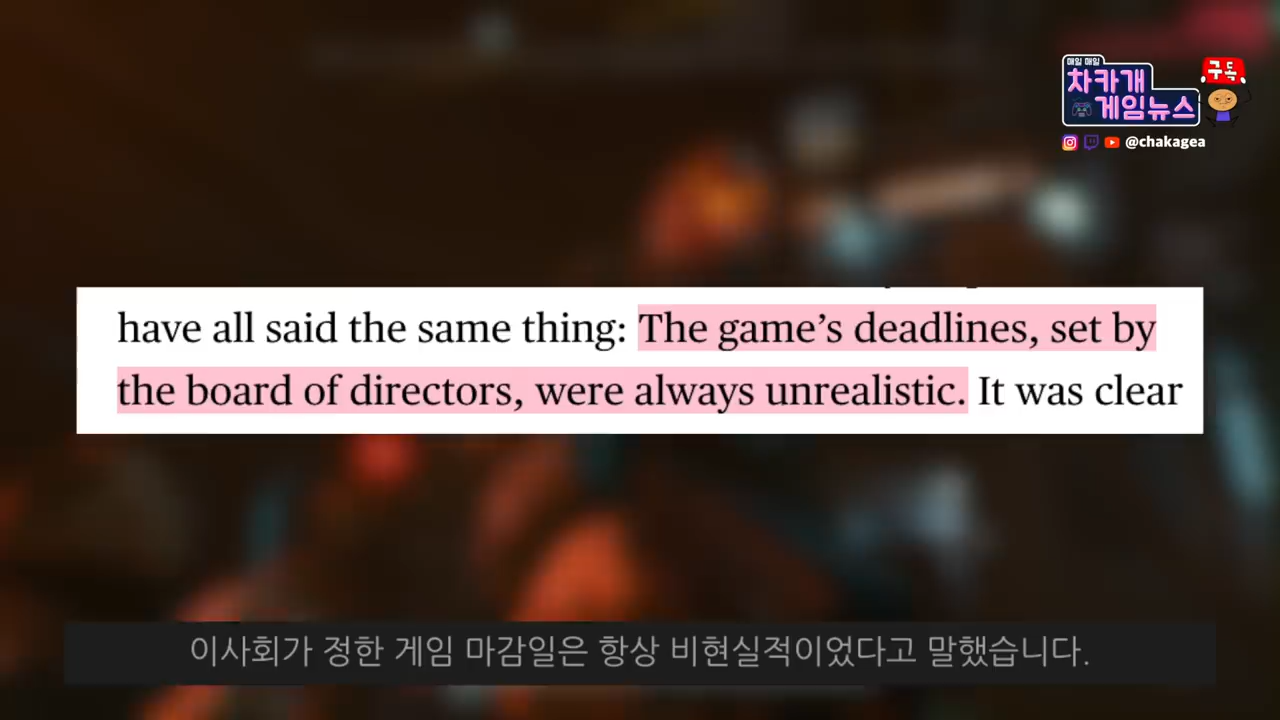 매일 매일
차카개
게임뉴스
구독
@chakagea
have all said the same thing: The game's deadlines, set by
the board of directors, were always unrealistic. It was clear
이사회가 정한 게임 마감일은 항상 비현실적이었다고 말했습니다.